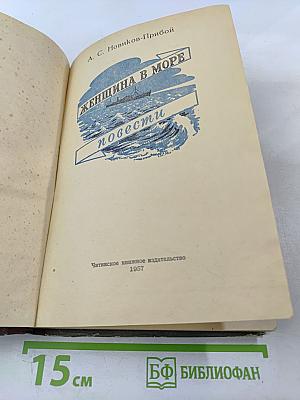 А. С. Новиков-Прибой
ЖЕНЩИНА В МОРЕ
повести
Читинское книжное издательство
1957
15 см
БФ БИБЛИОФАН